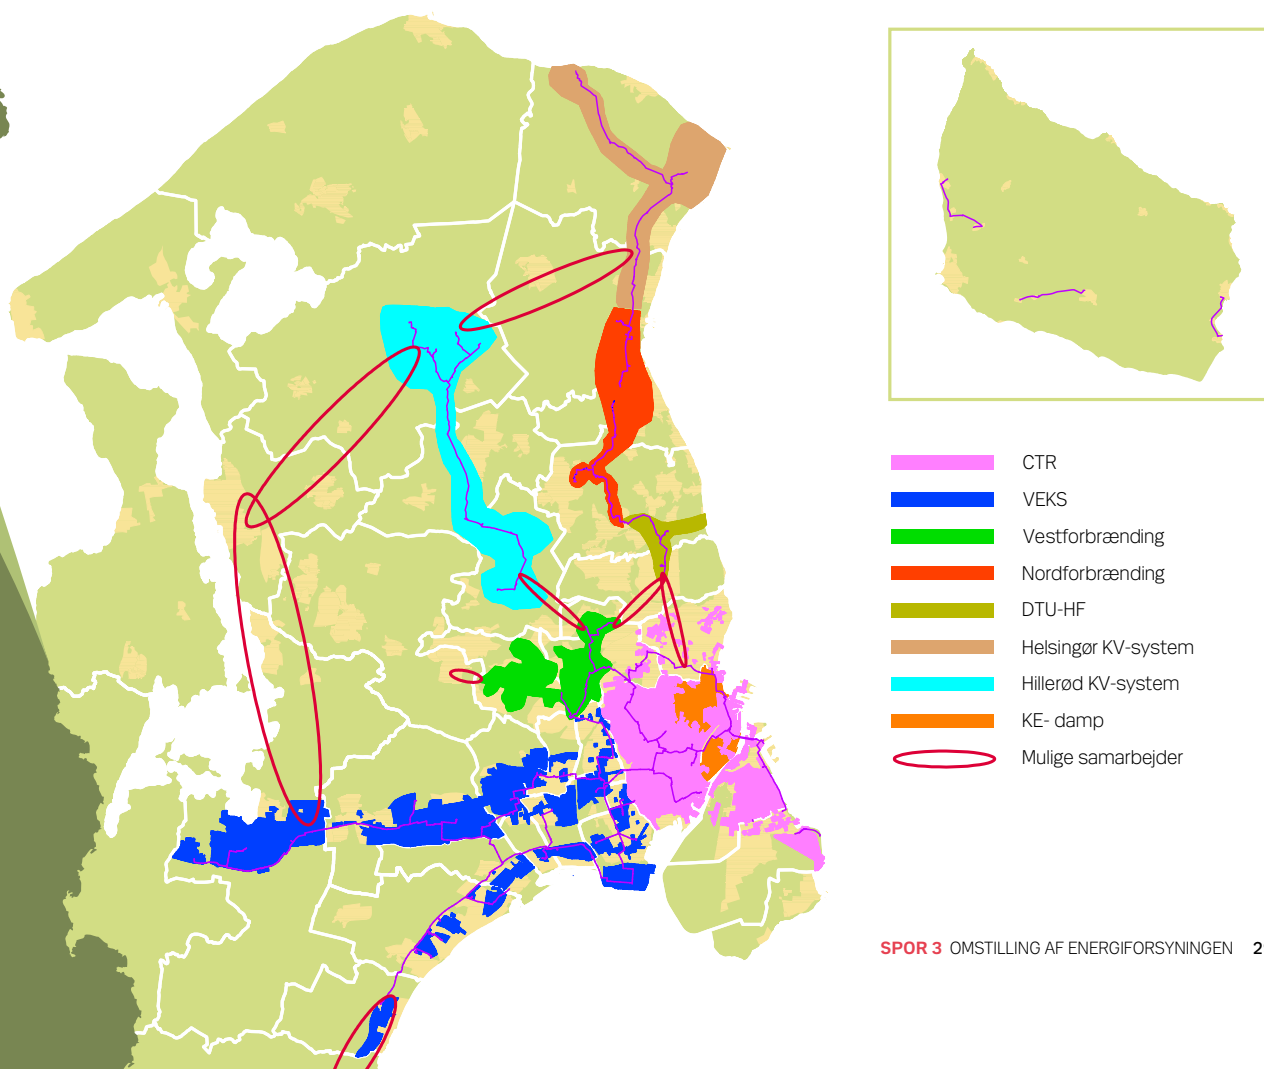 CTR
VEKS
Vestforbrænding
Nordforbrænding
DTU-HF
Helsingør KV-system
Hillerød KV-system
KE- damp
Mulige samarbejder
SPOR 3 OMSTILLING AF ENERGIFORSYNINGEN